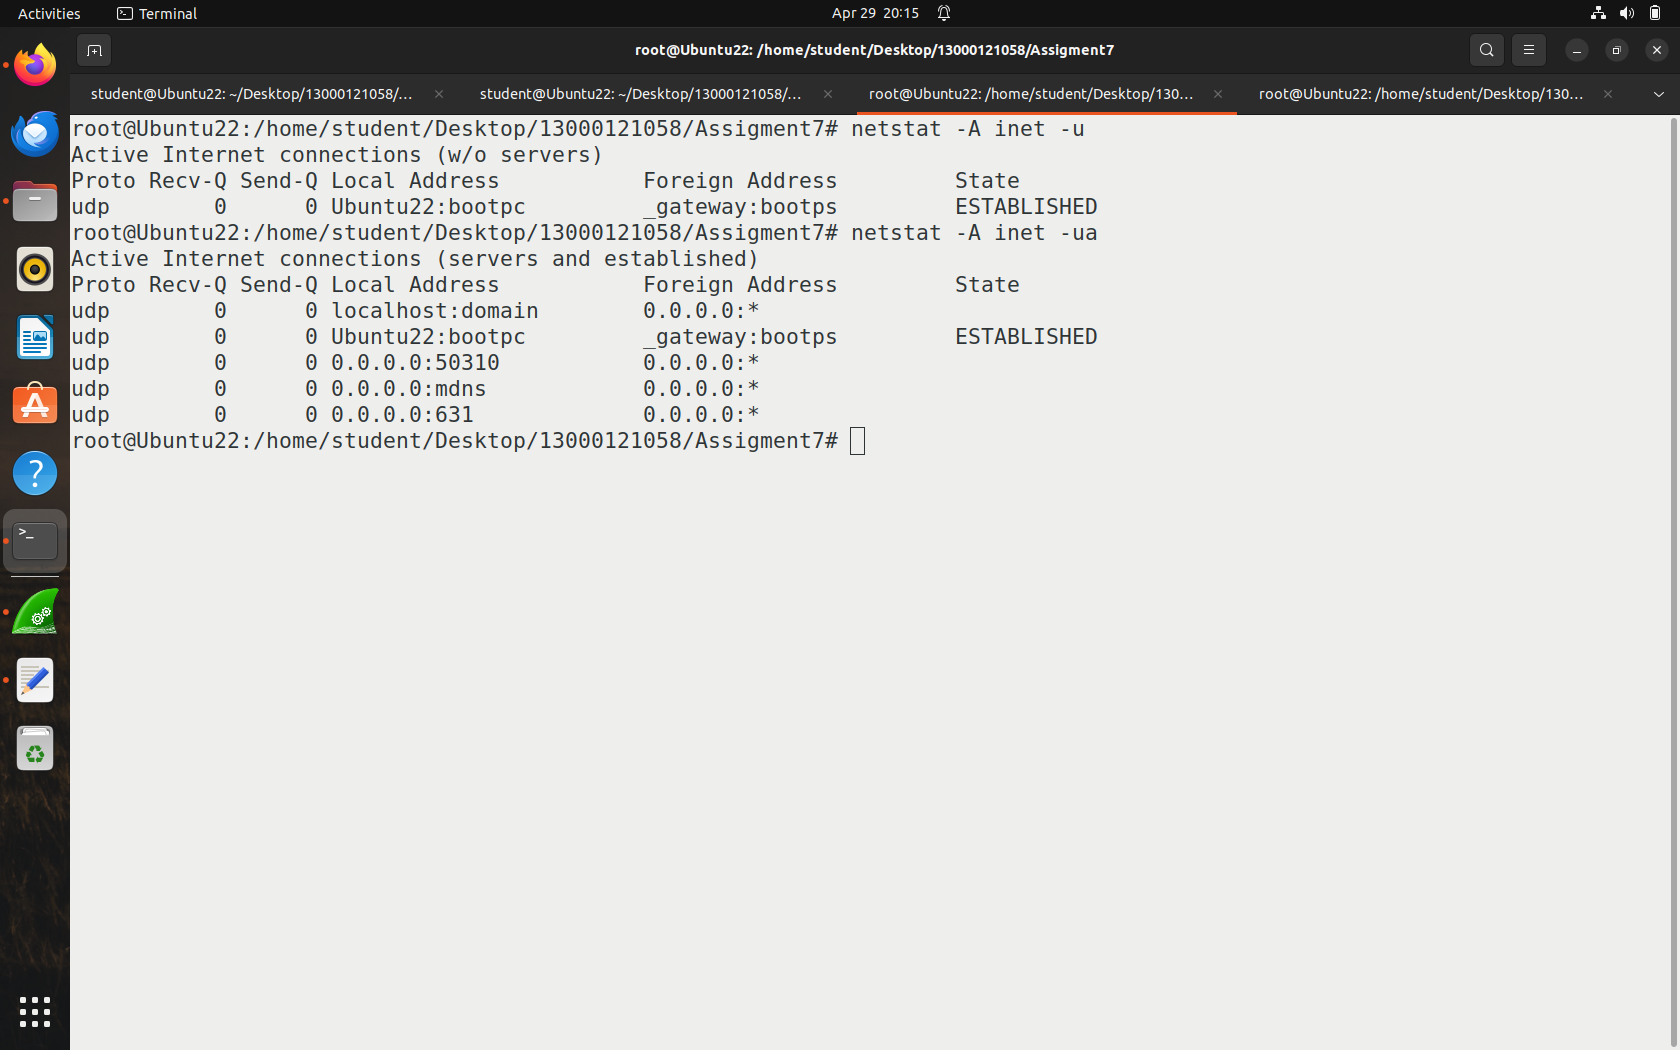 Activities Terminal Apr 29 20:15
root@Ubuntu22: /home/student/Desktop/13000121058/Assigment7
student@Ubuntu22: ~/Desktop/13000121058/... student@Ubuntu22: ~/Desktop/13000121058/... root@Ubuntu22: /home/student/Desktop/130... root@Ubuntu22: /home/student/Desktop/130...
root@Ubuntu22:/home/student/Desktop/13000121058/Assigment7# netstat -A inet -u
Active Internet connections (w/o servers)
Proto Recv-Q Send-Q Local Address           Foreign Address         State
udp        0      0 Ubuntu22:bootpc         _gateway:bootps         ESTABLISHED
root@Ubuntu22:/home/student/Desktop/13000121058/Assigment7# netstat -A inet -ua
Active Internet connections (servers and established)
Proto Recv-Q Send-Q Local Address           Foreign Address         State
udp        0      0 localhost:domain        0.0.0.0:*
udp        0      0 Ubuntu22:bootpc         _gateway:bootps         ESTABLISHED
udp        0      0 0.0.0.0:50310           0.0.0.0:*
udp        0      0 0.0.0.0:mdns            0.0.0.0:*
udp        0      0 0.0.0.0:631             0.0.0.0:*
root@Ubuntu22:/home/student/Desktop/13000121058/Assigment7#